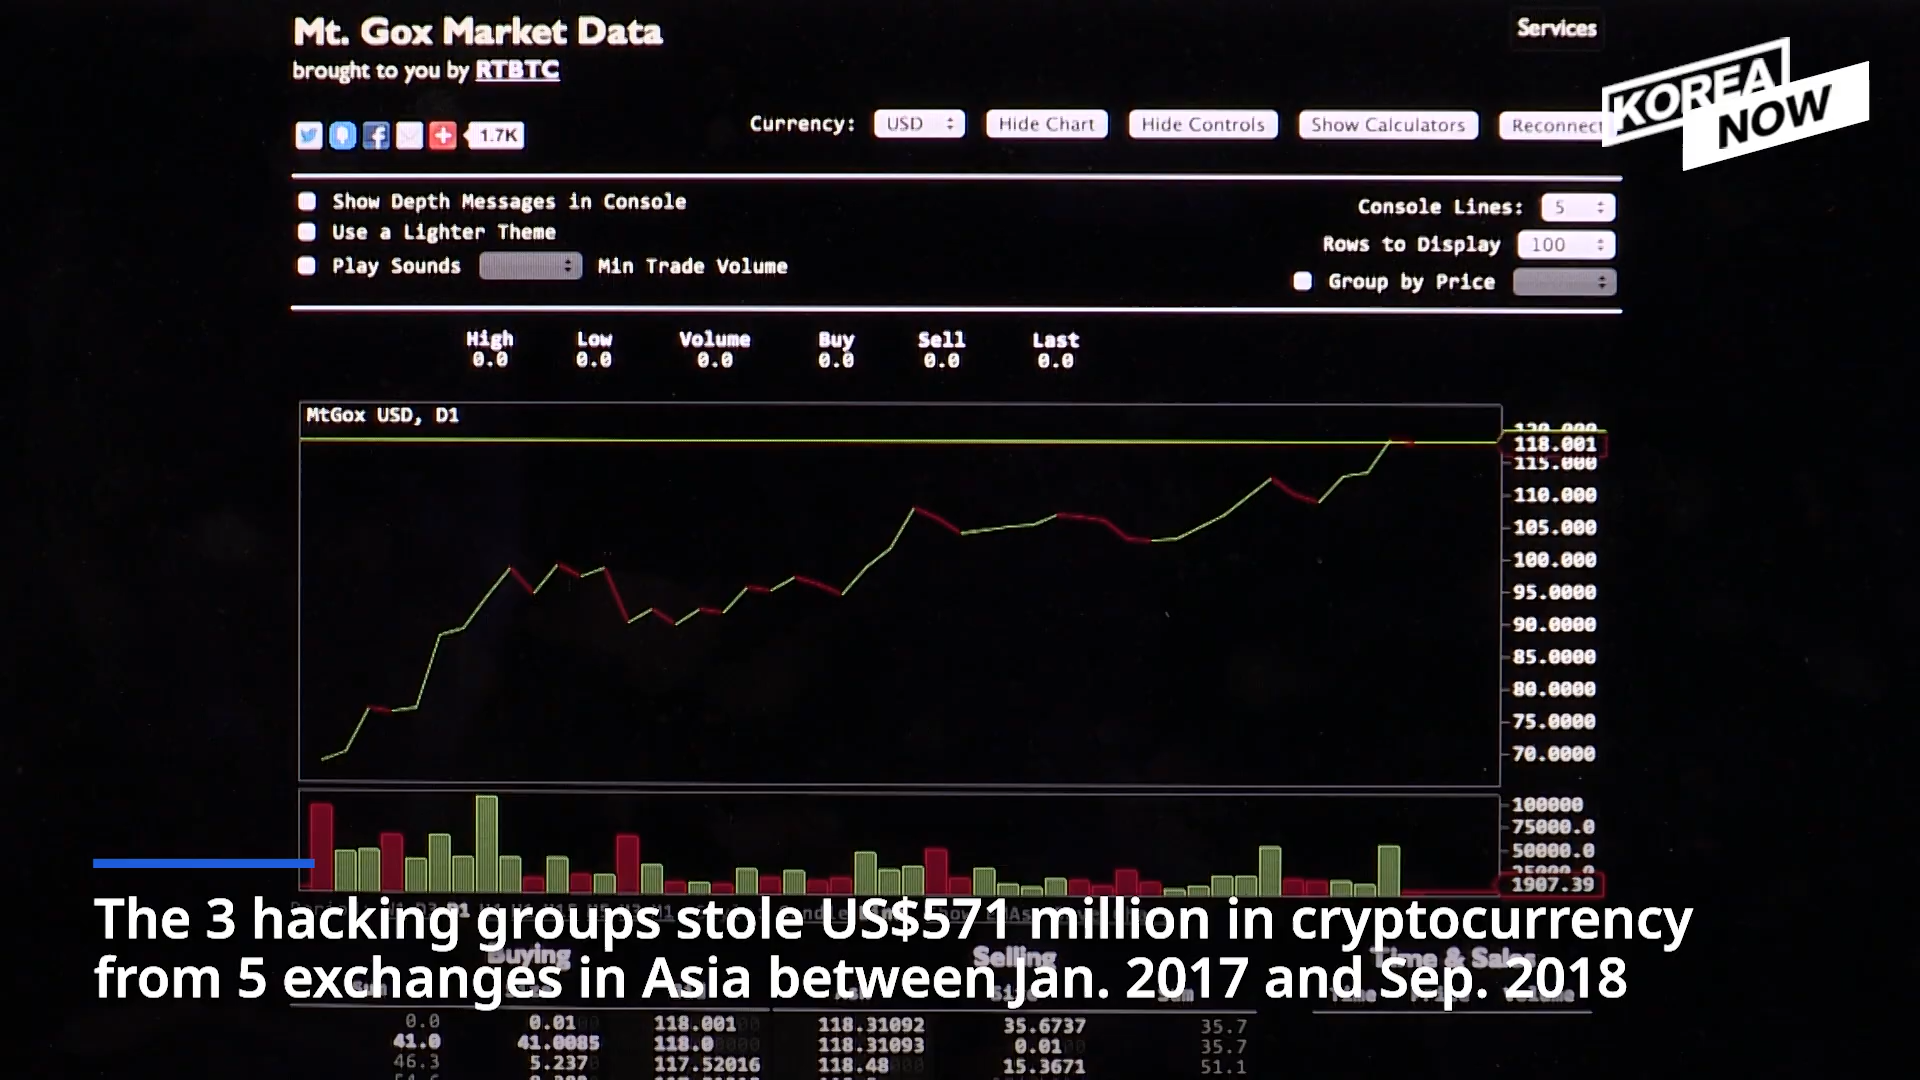 Mt. Gox Market Data
Services
brought to you by RTBTC
KOREA
NOW
1.7K
Currency: USD Hide Chart Hide Controls Show Calculators Reconnect
Show Depth Messages in Console
Console Lines: 5
Use a Lighter Theme
Rows to Display 100
Play Sounds Min Trade Volume
Group by Price
High Low Volume Buy Sell Last
0.0 0.0 0.0 0.0 0.0 0.0
MtGox USD, D1
120.000
118.001
115.000
110.000
105.000
100.000
95.0000
90.0000
85.0000
80.0000
75.0000
70.0000
100000
75000.0
50000.0
25000.0
1907.39
The 3 hacking groups stole US$571 million in cryptocurrency
from 5 exchanges in Asia between Jan. 2017 and Sep. 2018
Buying Selling Time & Sales
0.0 0.01 118.001 118.31092 35.6737 35.7
41.0 41.0085 118.0 118.31093 0.01 35.7
46.3 5.237 117.52016 118.48 15.3671 51.1